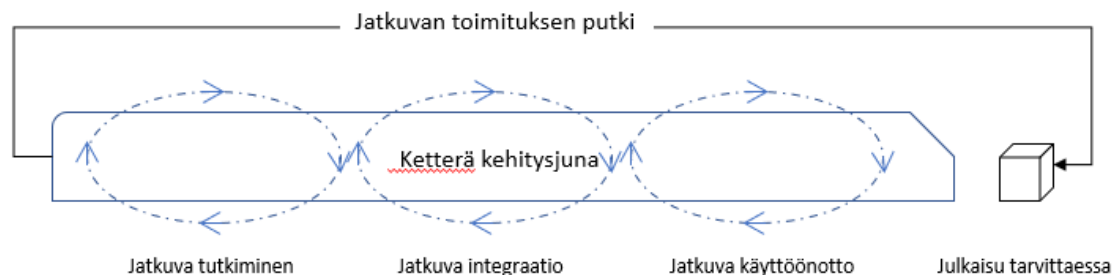 Jatkuvan toimituksen putki
Ketterä kehitysjuna
Jatkuva tutkiminen
Jatkuva integraatio
Jatkuva käyttöönotto
Julkaisu tarvittaessa